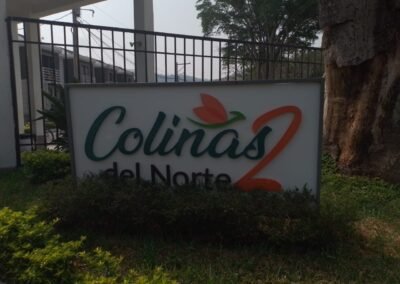 Colinas 2
del Norte